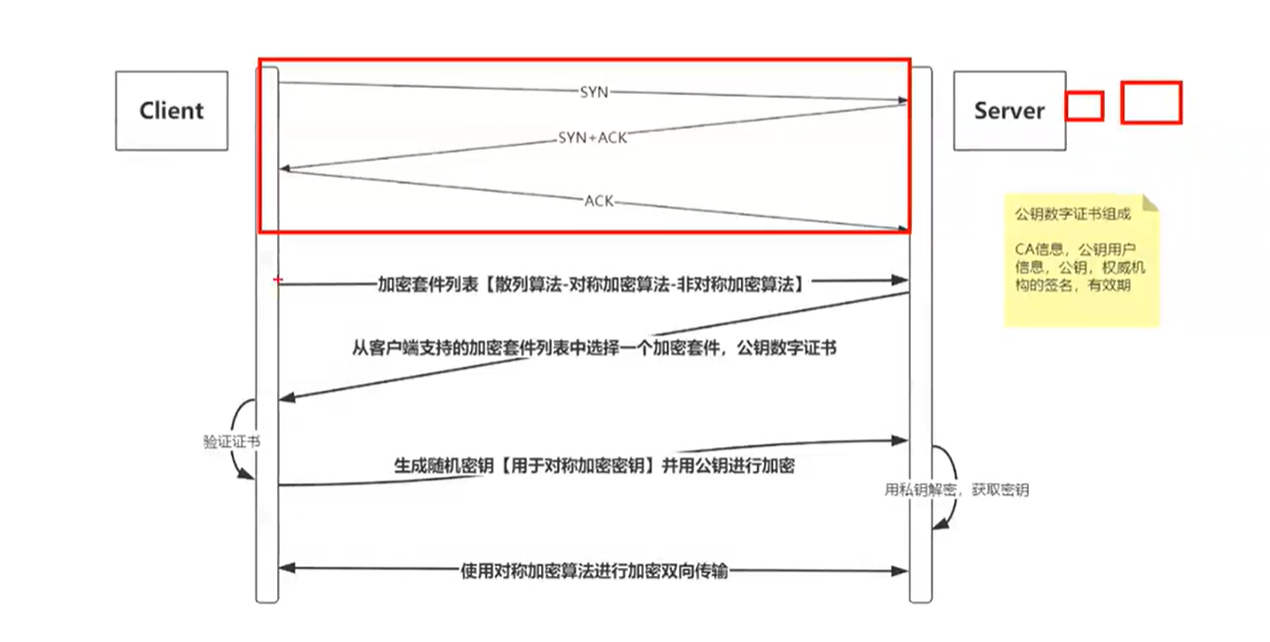 Client
Server
SYN
SYN+ACK
ACK
公钥数字证书组成
CA信息，公钥用户
信息，公钥，权威机
构的签名，有效期
加密套件列表【散列算法-对称加密算法-非对称加密算法】
从客户端支持的加密套件列表中选择一个加密套件，公钥数字证书
验证证书
生成随机密钥【用于对称加密密钥】并用公钥进行加密
用私钥解密，获取密钥
使用对称加密算法进行加密双向传输